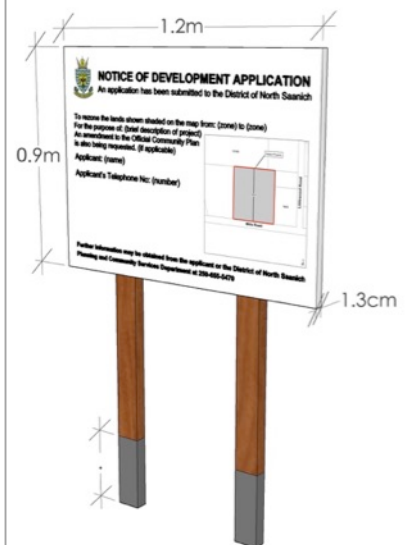 1.2m
NOTICE OF DEVELOPMENT APPLICATION
An application has been submitted to the District of North Saanich
To rezone the lands shown shaded on the map from: (zone) to (zone)
For the purpose of: (brief description of project)
An amendment to the Official Community Plan
is also being requested. (if applicable)
Applicant: (name)
Applicant's Telephone No: (number)
0.9m
Further information may be obtained from the applicant or the District of North Saanich
Planning and Community Services Department at 250-655-5470
1.3cm